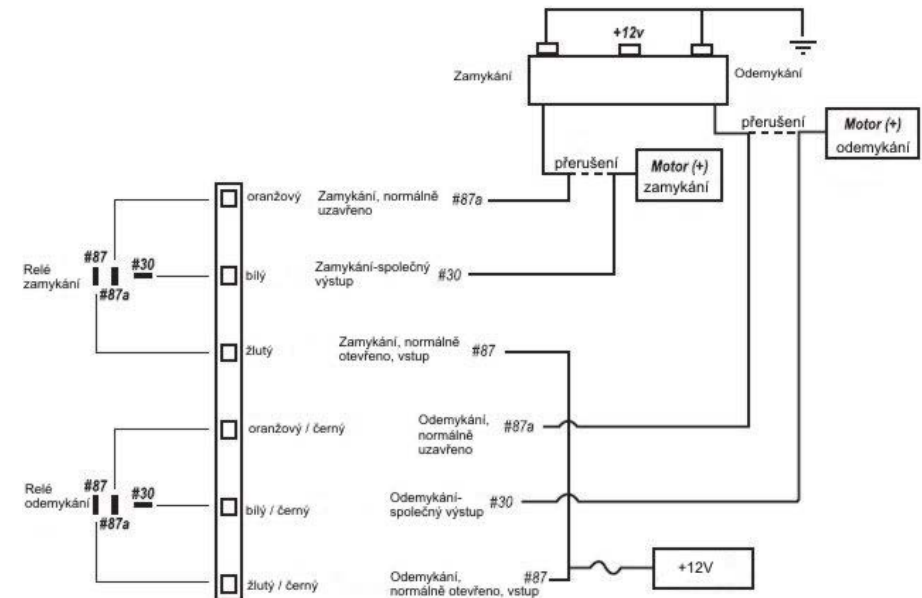 +12v
Zamykání
Odemykání
přerušení
Motor (+)
odemykání
přerušení
Motor (+)
zamykání
oranžový
Zamykání, normálně
uzavřeno
#87a
#87
#30
Relé
zamykání
#87a
bílý
Zamykání-společný
výstup
#30
žlutý
Zamykání, normálně
otevřeno, vstup
#87
oranžový / černý
Odemykání,
normálně
uzavřeno
#87a
#87
#30
Relé
odemykání
#87a
bílý / černý
Odemykání-
společný výstup
#30
+12V
žlutý / černý
Odemykání,
normálně otevřeno, vstup
#87